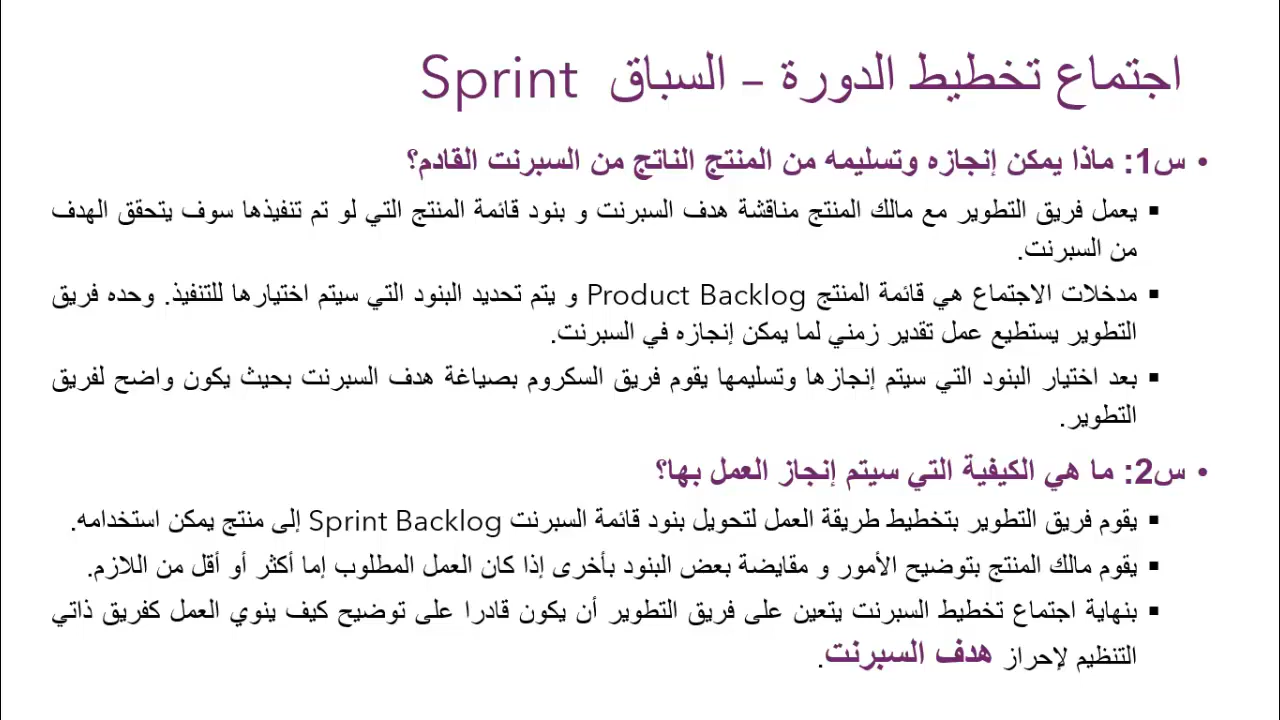 اجتماع تخطيط الدورة – السباق Sprint
• س1: ماذا يمكن إنجازه وتسليمه من المنتج الناتج من السبرنت القادم؟
▪ يعمل فريق التطوير مع مالك المنتج مناقشة هدف السبرنت و بنود قائمة المنتج التي لو تم تنفيذها سوف يتحقق الهدف
من السبرنت.
▪ مدخلات الاجتماع هي قائمة المنتج Product Backlog و يتم تحديد البنود التي سيتم اختيارها للتنفيذ. وحده فريق
التطوير يستطيع عمل تقدير زمني لما يمكن إنجازه في السبرنت.
▪ بعد اختيار البنود التي سيتم إنجازها وتسليمها يقوم فريق السكروم بصياغة هدف السبرنت بحيث يكون واضح لفريق
التطوير.
• س2: ما هي الكيفية التي سيتم إنجاز العمل بها؟
▪ يقوم فريق التطوير بتخطيط طريقة العمل لتحويل بنود قائمة السبرنت Sprint Backlog إلى منتج يمكن استخدامه.
▪ يقوم مالك المنتج بتوضيح الأمور و مقايضة بعض البنود بأخرى إذا كان العمل المطلوب إما أكثر أو أقل من اللازم.
▪ بنهاية اجتماع تخطيط السبرنت يتعين على فريق التطوير أن يكون قادرا على توضيح كيف ينوي العمل كفريق ذاتي
التنظيم لإحراز هدف السبرنت.